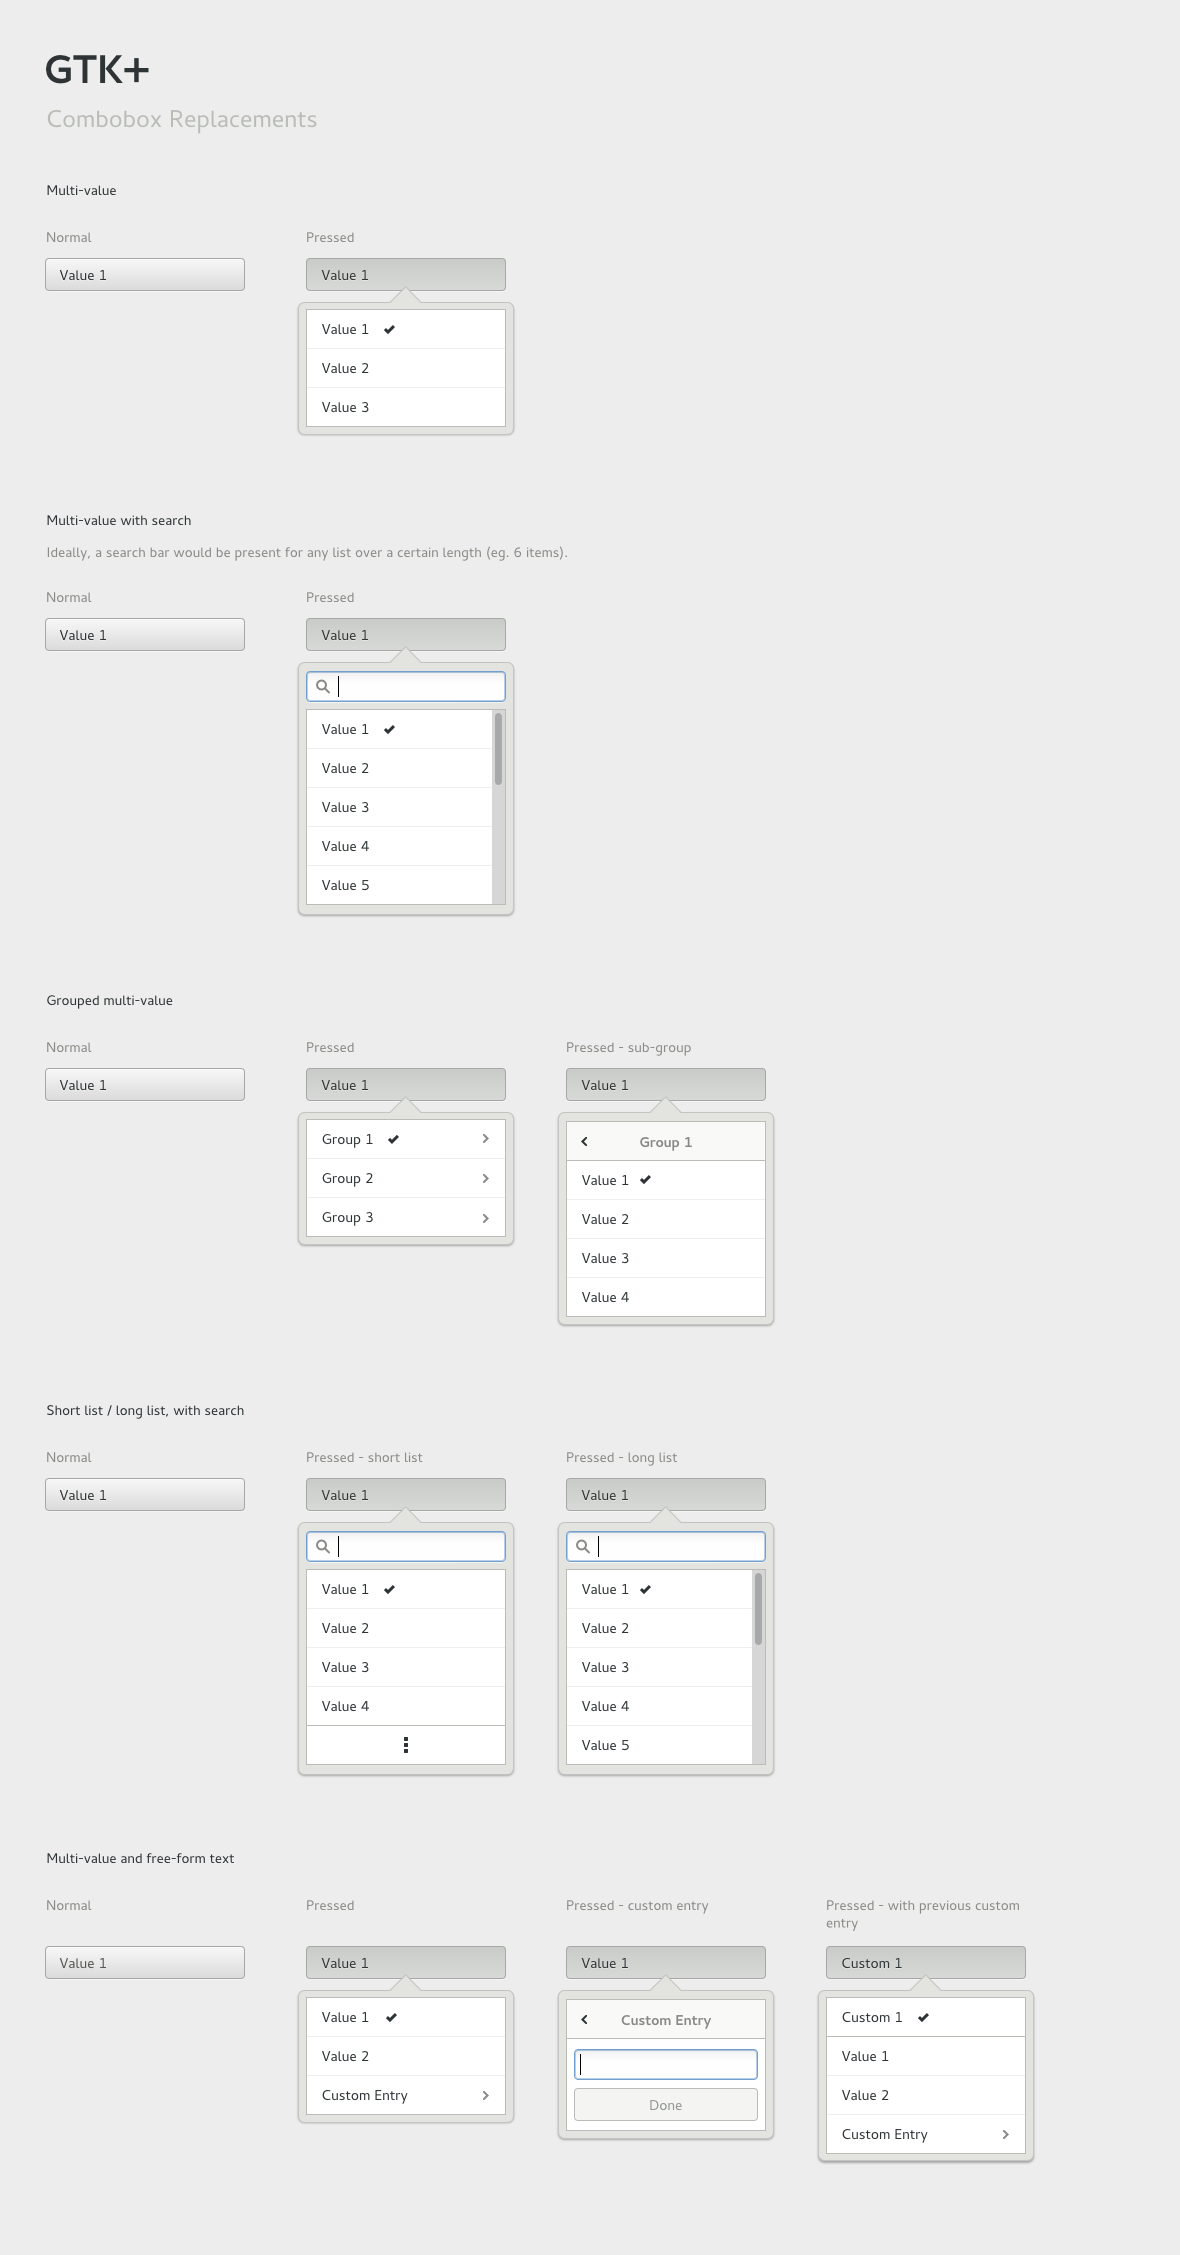 GTK+
Combobox Replacements
Multi-value
Normal
Pressed
Value 1
Value 1
Value 1
Value 2
Value 3
Multi-value with search
Ideally, a search bar would be present for any list over a certain length (eg. 6 items).
Normal
Pressed
Value 1
Value 1
Value 1
Value 2
Value 3
Value 4
Value 5
Grouped multi-value
Normal
Pressed
Pressed - sub-group
Value 1
Value 1
Value 1
Group 1
Group 2
Group 3
Group 1
Value 1
Value 2
Value 3
Value 4
Short list / long list, with search
Normal
Pressed - short list
Pressed - long list
Value 1
Value 1
Value 1
Value 1
Value 2
Value 3
Value 4
Value 1
Value 2
Value 3
Value 4
Value 5
Multi-value and free-form text
Normal
Pressed
Pressed - custom entry
Pressed - with previous custom
entry
Value 1
Value 1
Value 1
Custom 1
Value 1
Value 2
Custom Entry
Custom Entry
Done
Custom 1
Value 1
Value 2
Custom Entry